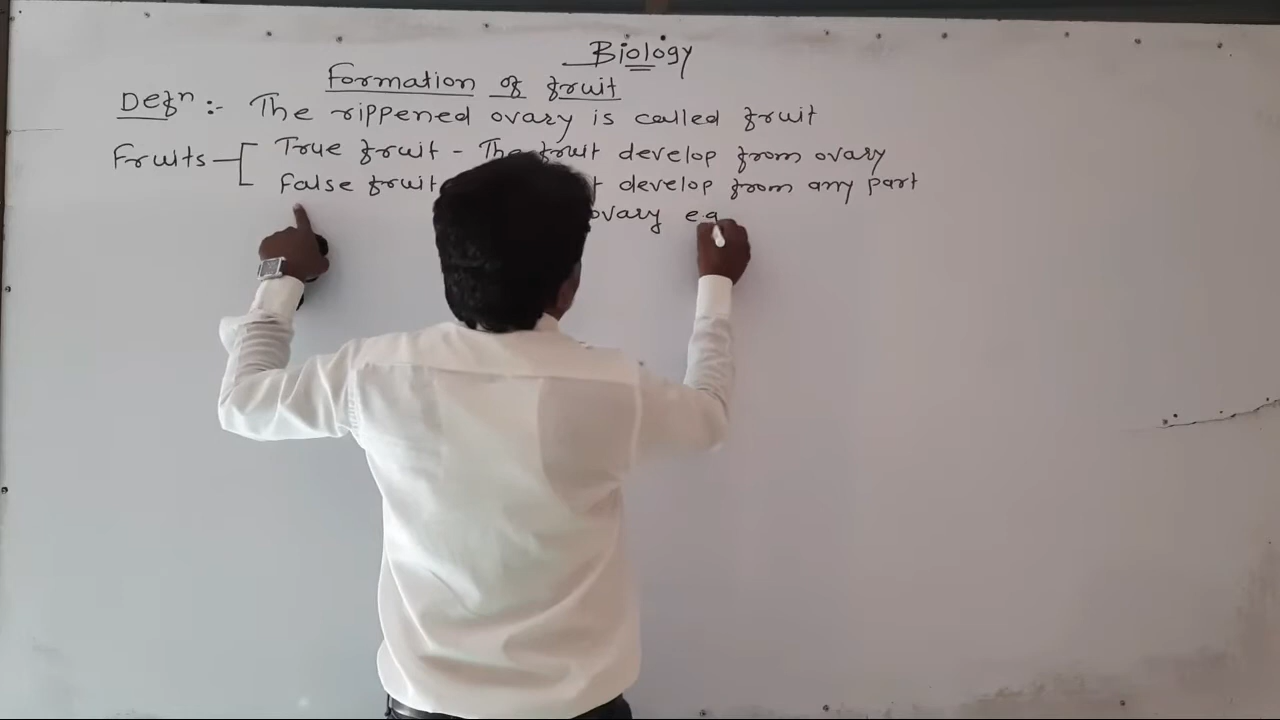 Biology
Formation of fruit
Defn :- The rippened ovary is called fruit
Fruits
True fruit - The fruit develop from ovary
False fruit develop from any part
ovary e.g